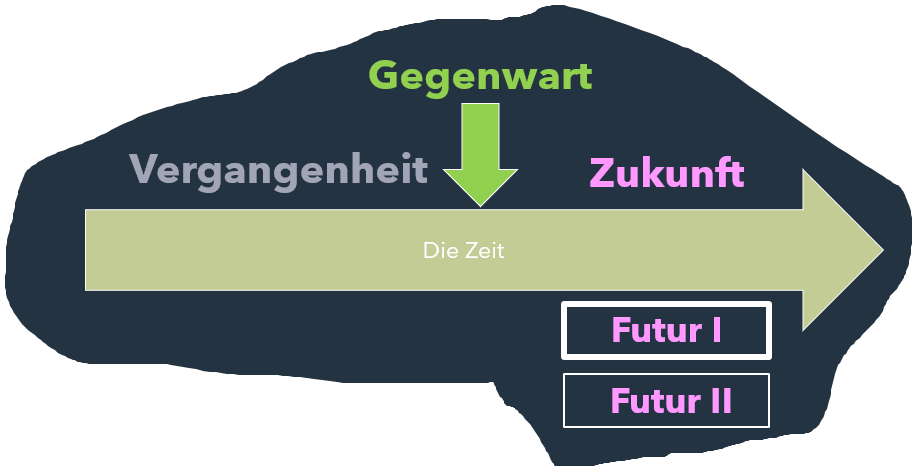 Gegenwart
Vergangenheit
Zukunft
Die Zeit
Futur I
Futur II